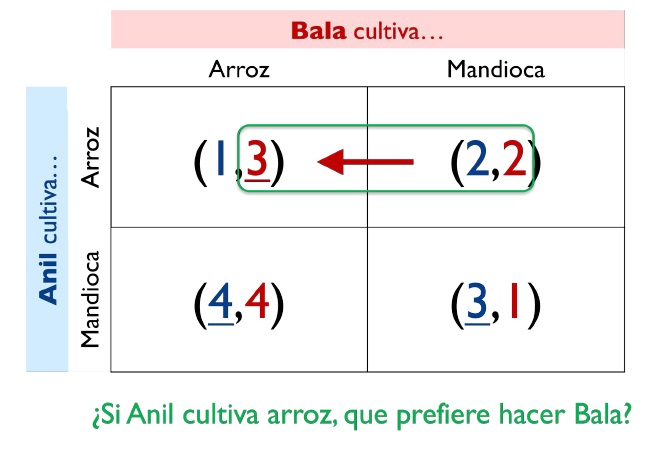 Bala cultiva…
Arroz Mandioca
Anil cultiva…
Arroz
(1,3) (2,2)
Mandioca
(4,4) (3,1)
¿Si Anil cultiva arroz, que prefiere hacer Bala?